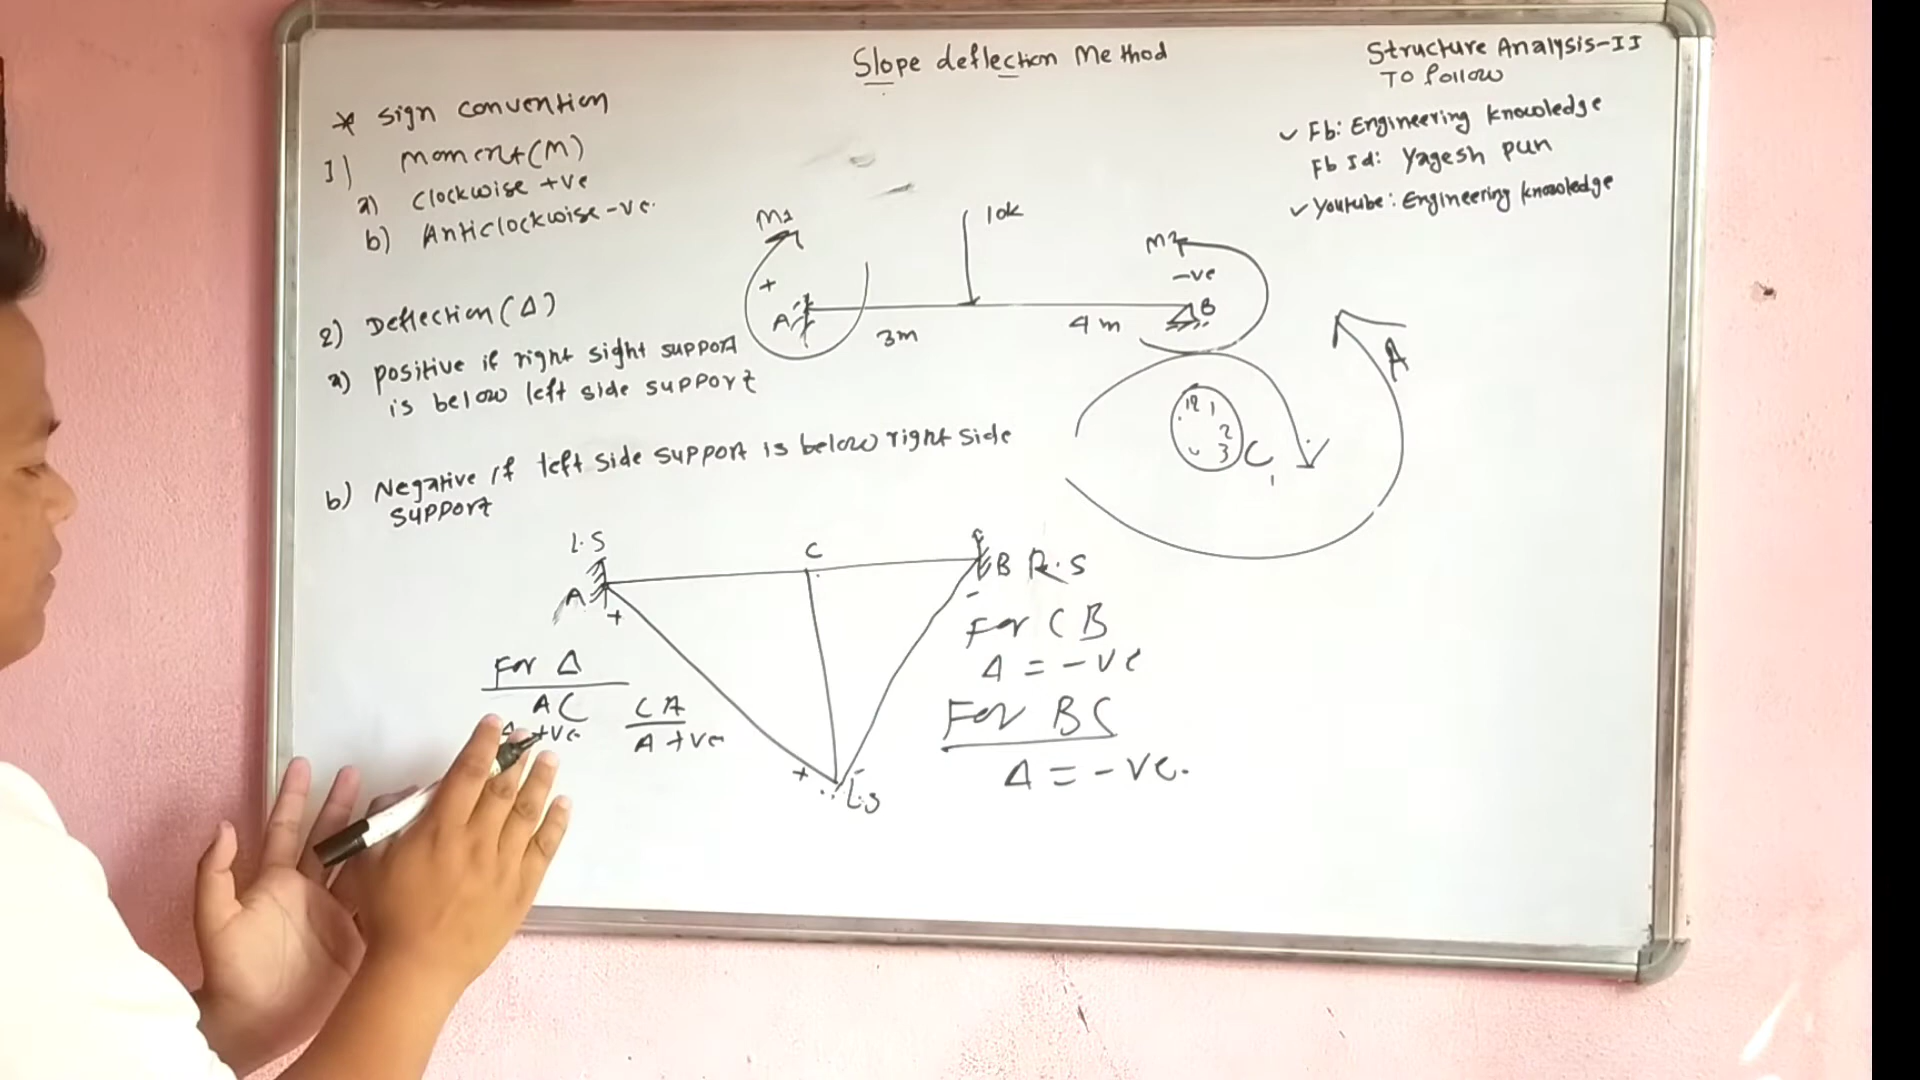 Slope deflection Method
Structure Analysis-II
To follow
✓ Fb: Engineering knowledge
Fb Id: Yagesh pun
✓ Youtube: Engineering knowledge
* Sign convention
1) Moment (M)
a) Clockwise +ve
b) Anticlockwise -ve.
2) Deflection (Δ)
a) positive if right sight support
is below left side support
b) Negative if left side support is below right side
support
+
A
3m
10k
4m
-ve
B
A
12 1
2
3
C
L.S
A
+
C
B R.S
-
For CB
Δ = -ve
For BC
Δ = -ve.
For Δ
AC
Δ +ve
CA
Δ +ve
+
-
L.S